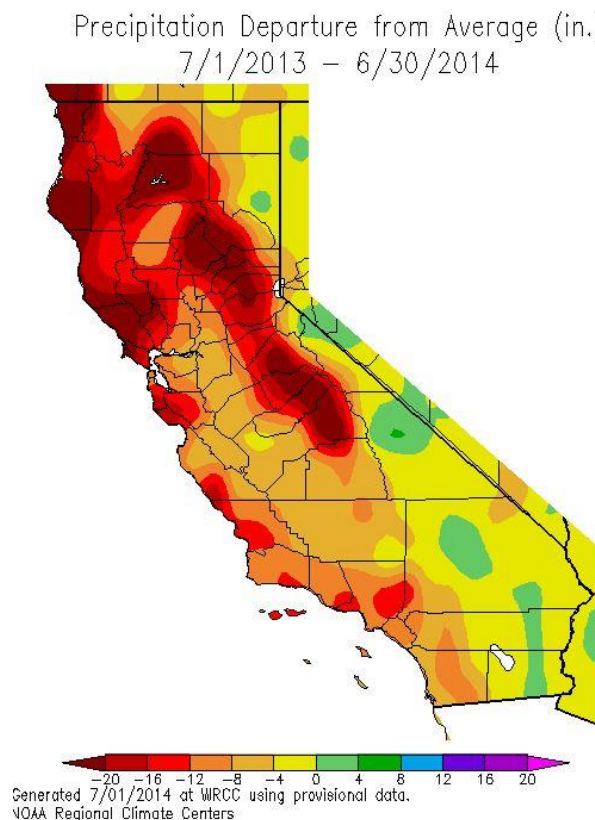 Precipitation Departure from Average (in.)
7/1/2013 – 6/30/2014
-20 -16 -12 -8 -4 0 4 8 12 16 20
Generated 7/01/2014 at WRCC using provisional data.
NOAA Regional Climate Centers